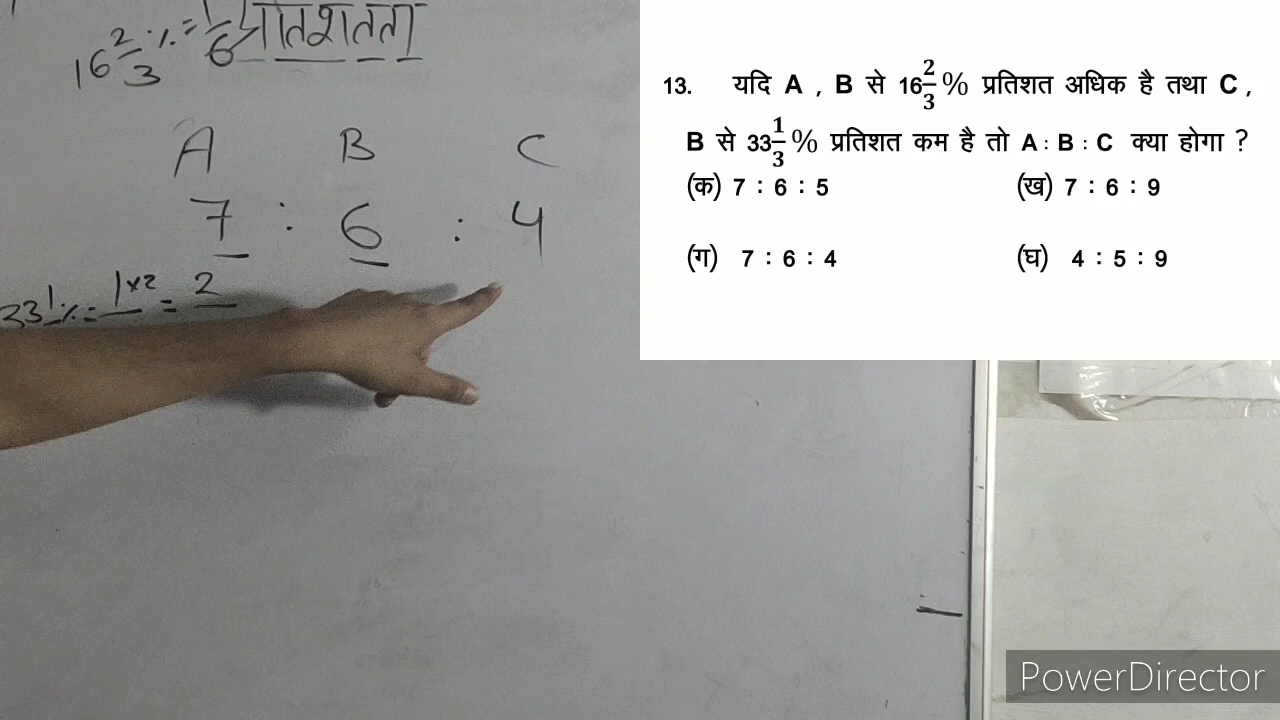 16 2/3 % = 1/6 प्रतिशतता
A B C
7 : 6 : 4
33 1/3 % = 1×2 = 2
13. यदि A , B से 16 2/3 % प्रतिशत अधिक है तथा C ,
B से 33 1/3 % प्रतिशत कम है तो A : B : C क्या होगा ?
(क) 7 : 6 : 5 (ख) 7 : 6 : 9
(ग) 7 : 6 : 4 (घ) 4 : 5 : 9
PowerDirector